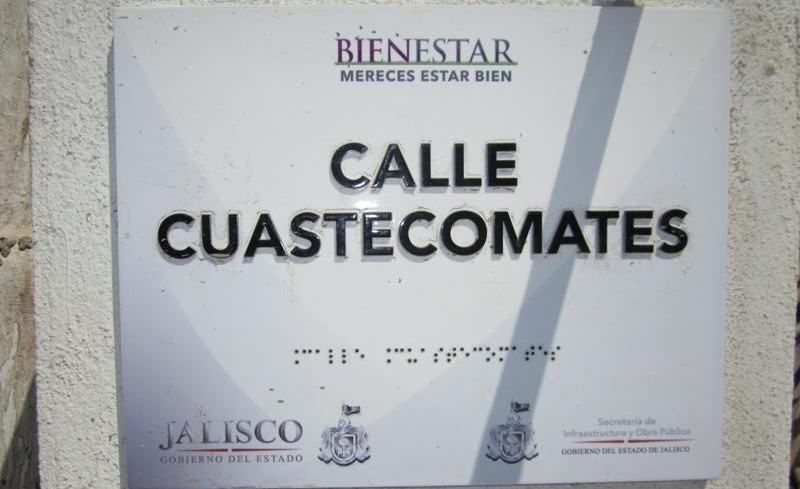 BIENESTAR
MERECES ESTAR BIEN
CALLE
CUASTECOMATES
JALISCO
GOBIERNO DEL ESTADO
Secretaría de
Infraestructura y Obra Pública
GOBIERNO DEL ESTADO DE JALISCO